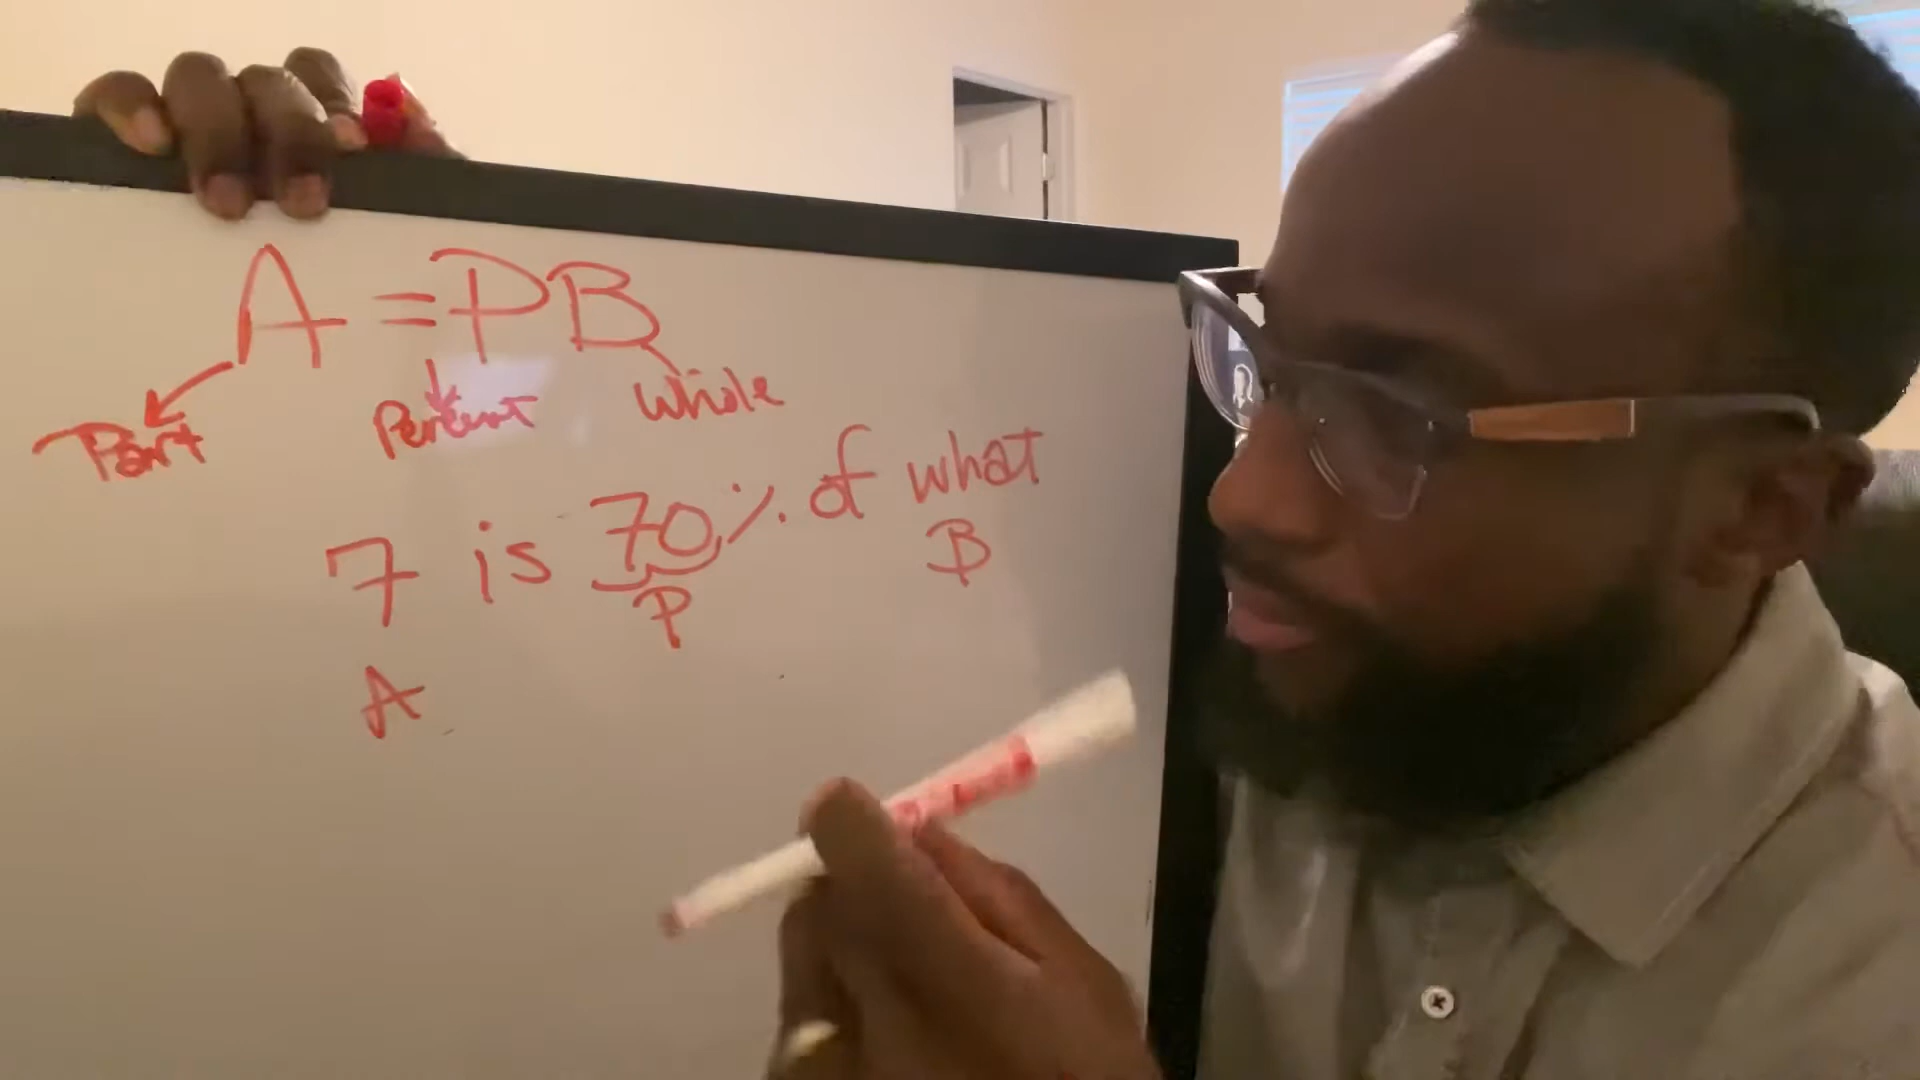 A = PB
Part Percent Whole
7 is 70% of what
A P B